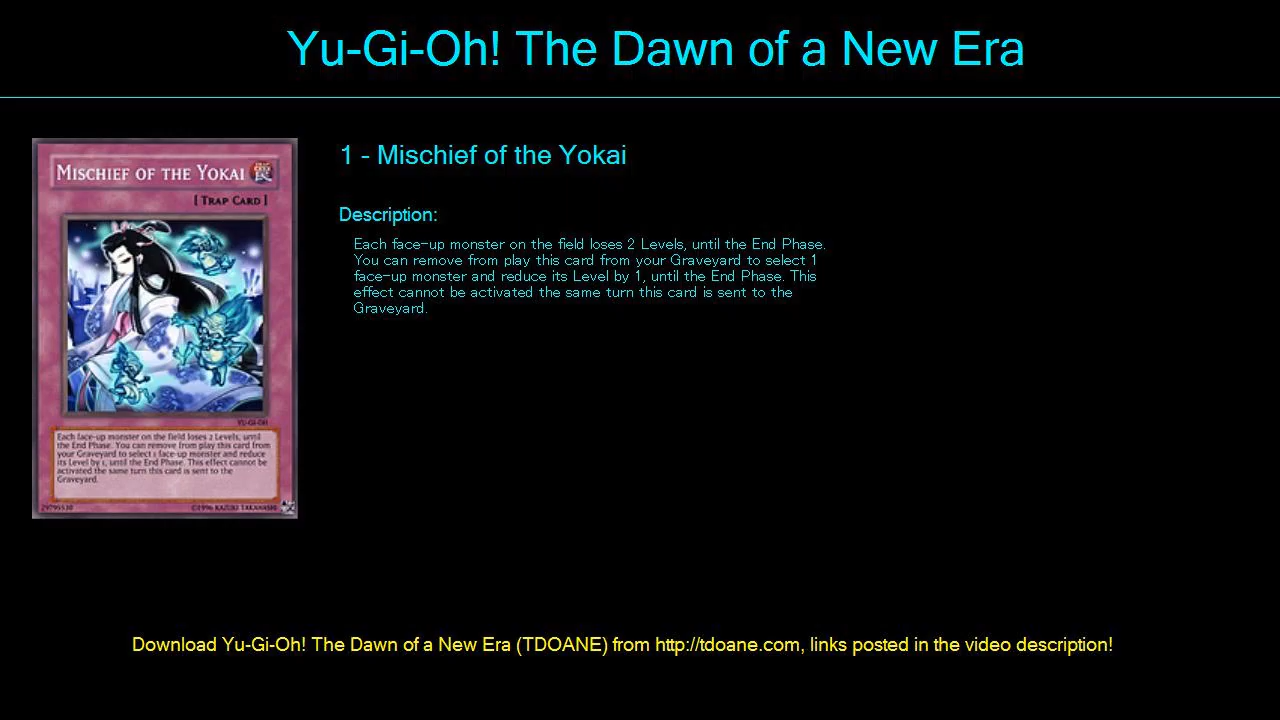 Yu-Gi-Oh! The Dawn of a New Era
MISCHIEF OF THE YOKAI
[ TRAP CARD ]
YU-GI-OH
Each face-up monster on the field loses 2 Levels, until
the End Phase. You can remove from play this card from
your Graveyard to select 1 face-up monster and reduce
its Level by 1, until the End Phase. This effect cannot be
activated the same turn this card is sent to the
Graveyard.
29795530
©1996 KAZUKI TAKAHASHI
1 - Mischief of the Yokai
Description:
Each face-up monster on the field loses 2 Levels, until the End Phase.
You can remove from play this card from your Graveyard to select 1
face-up monster and reduce its Level by 1, until the End Phase. This
effect cannot be activated the same turn this card is sent to the
Graveyard.
Download Yu-Gi-Oh! The Dawn of a New Era (TDOANE) from http://tdoane.com, links posted in the video description!